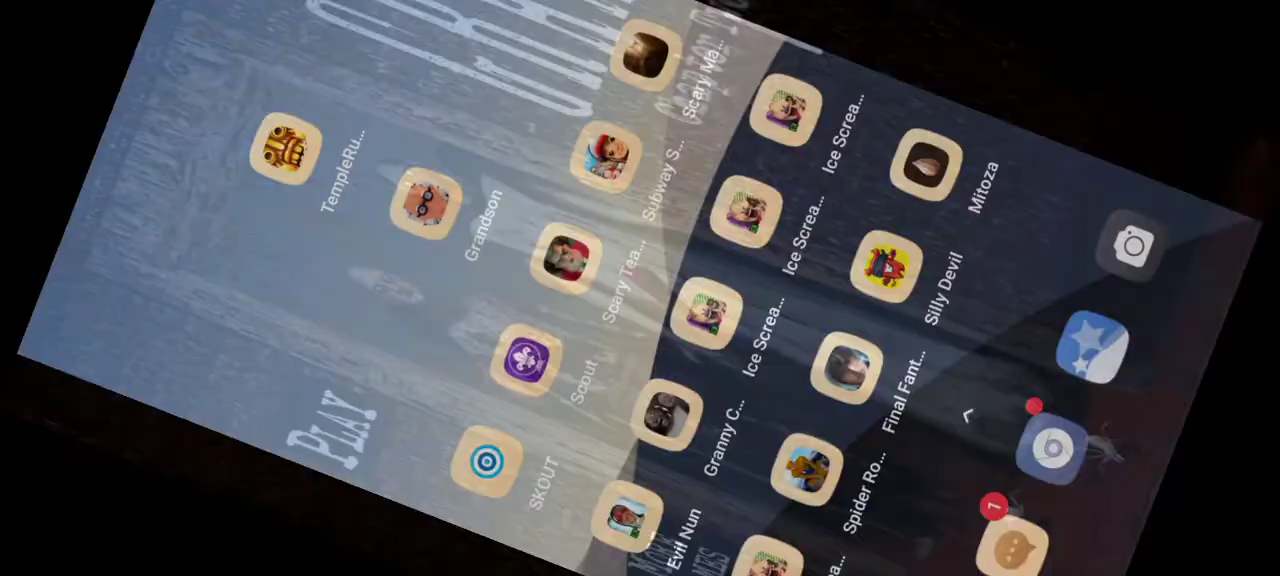 TempleRu...
Grandson
SKOUT
Scout
Scary Tea...
Subway S...
Scary Ma...
Evil Nun
Granny C...
Ice Screa...
Ice Screa...
Ice Screa...
Spider Ro...
Final Fant...
Silly Devil
Mitoza
1
PLAY